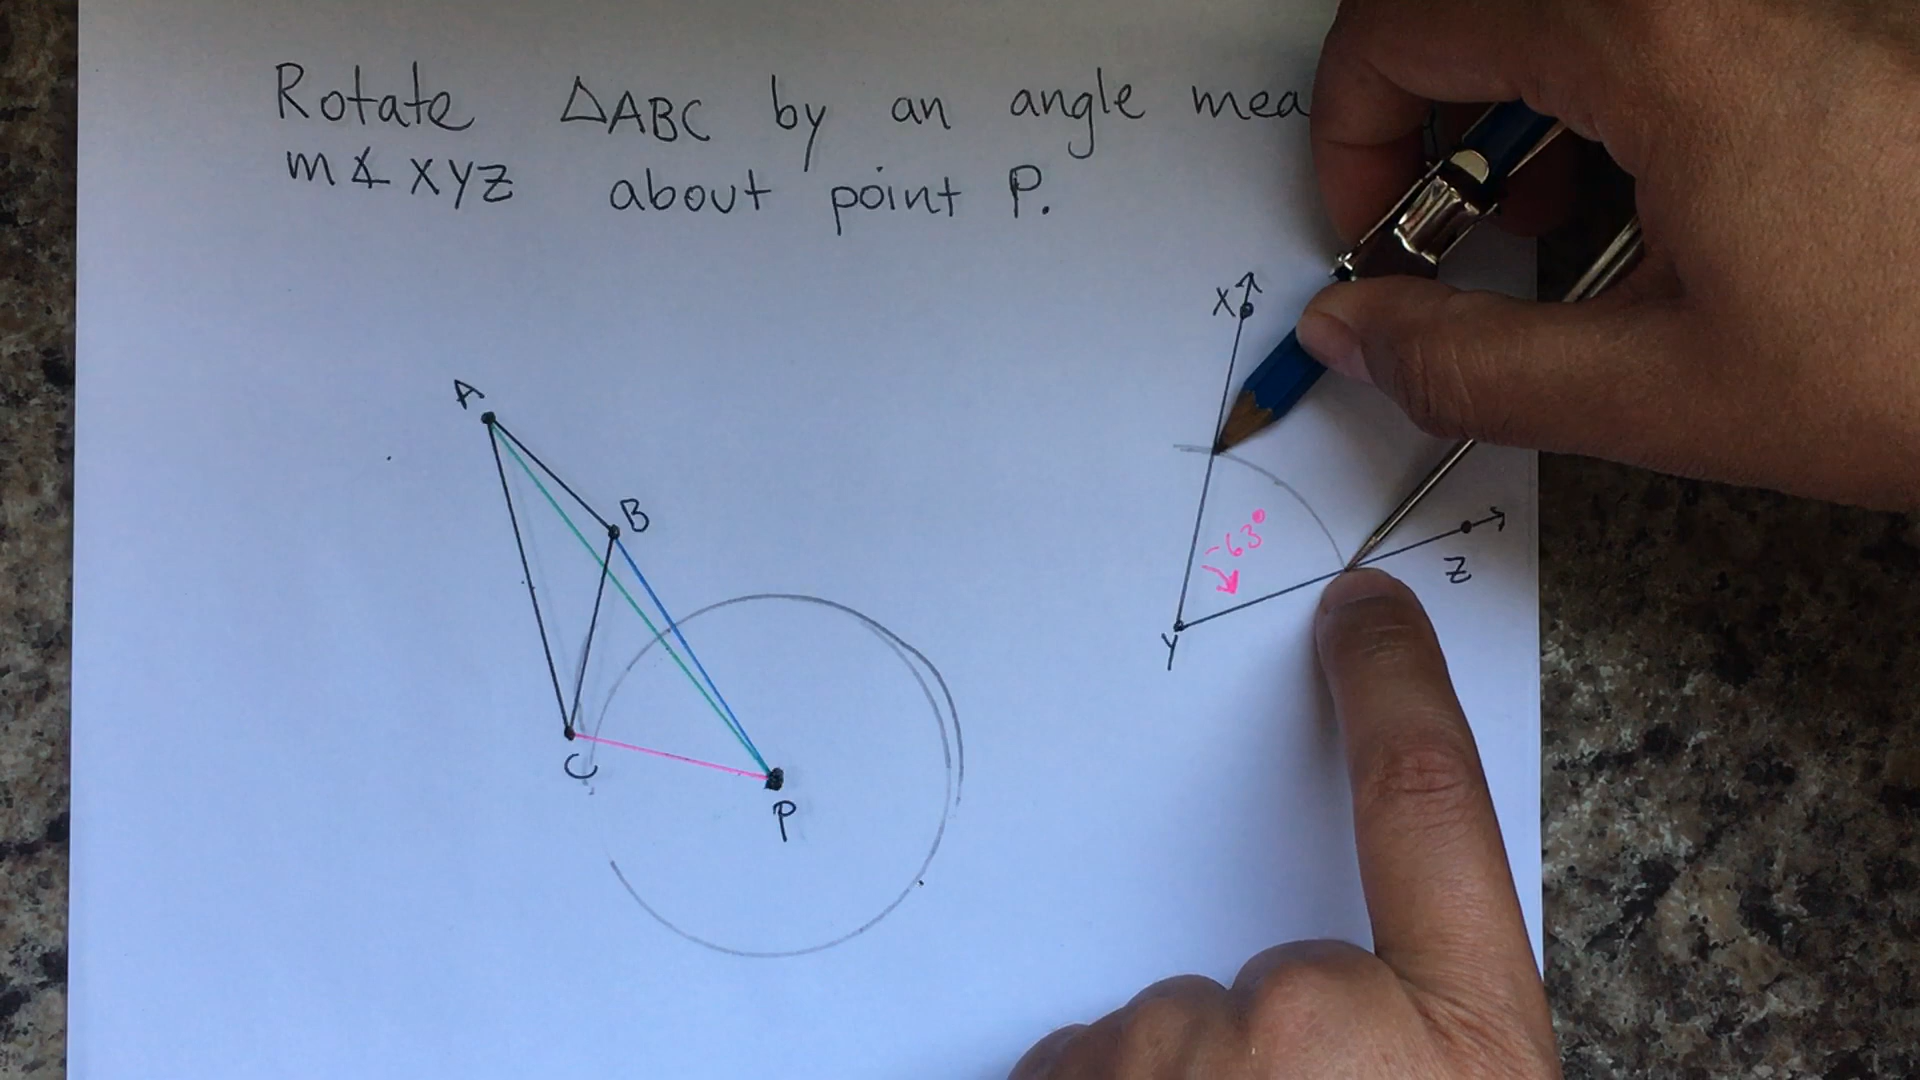 Rotate △ABC by an angle mea
m∡XYZ about point P.
X
A
B
-63°
Z
Y
C
P